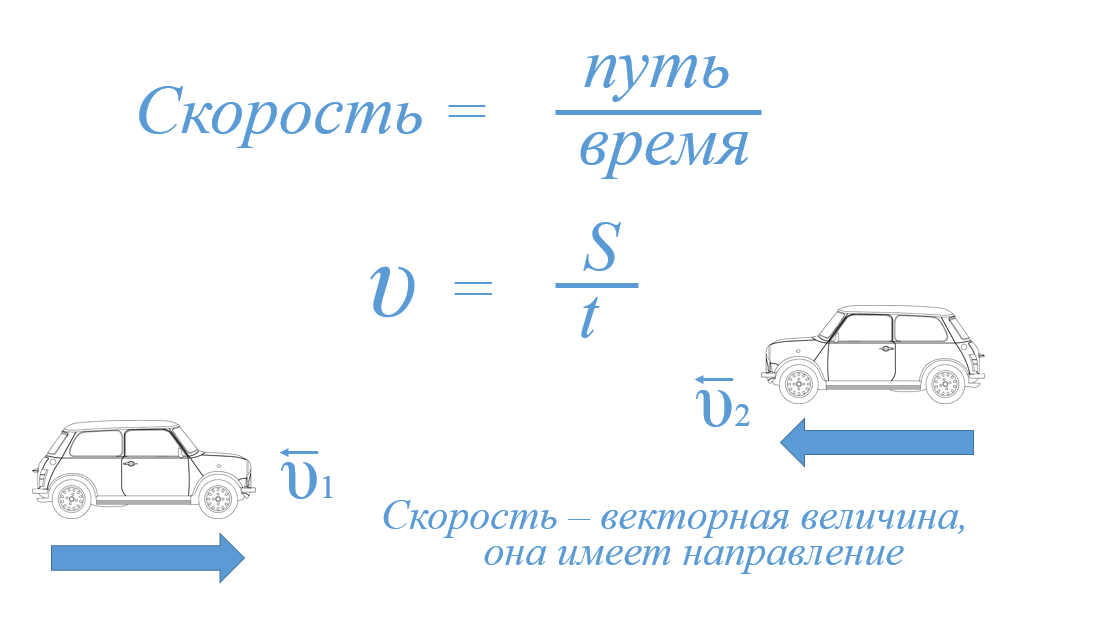 Скорость = путь / время
υ = S / t
υ2
υ1
Скорость – векторная величина,
она имеет направление